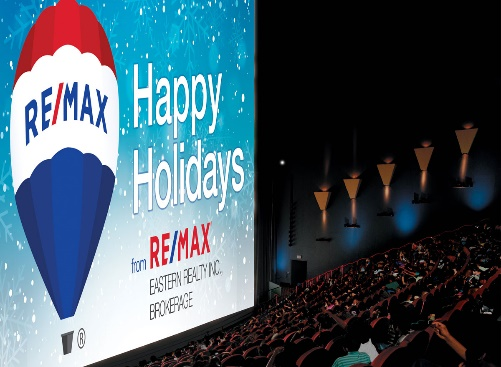 RE/MAX
®
Happy
Holidays
from RE/MAX
EASTERN REALTY INC.
BROKERAGE